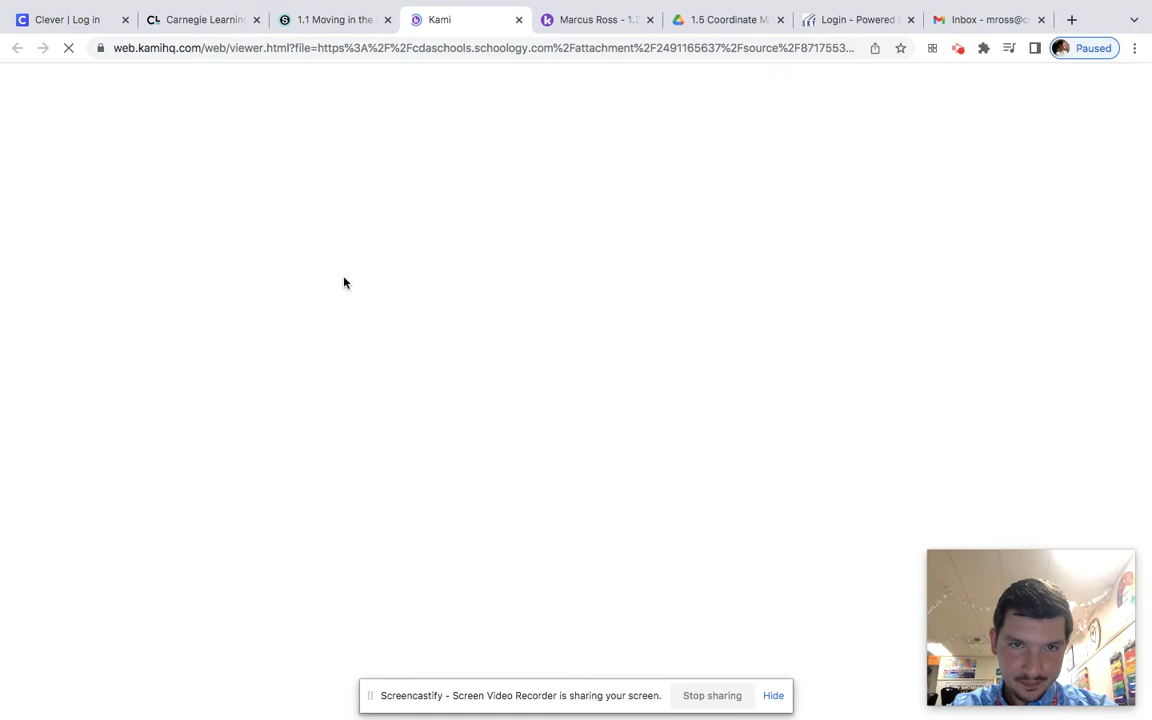 Clever | Log in
Carnegie Learnin
1.1 Moving in the
Kami
Marcus Ross - 1.2
1.5 Coordinate M
Login - Powered
Inbox - mross@c
web.kamihq.com/web/viewer.html?file=https%3A%2F%2Fcdaschools.schoology.com%2Fattachment%2F2491165637%2Fsource%2F8717553...
Paused
Screencastify - Screen Video Recorder is sharing your screen.
Stop sharing
Hide